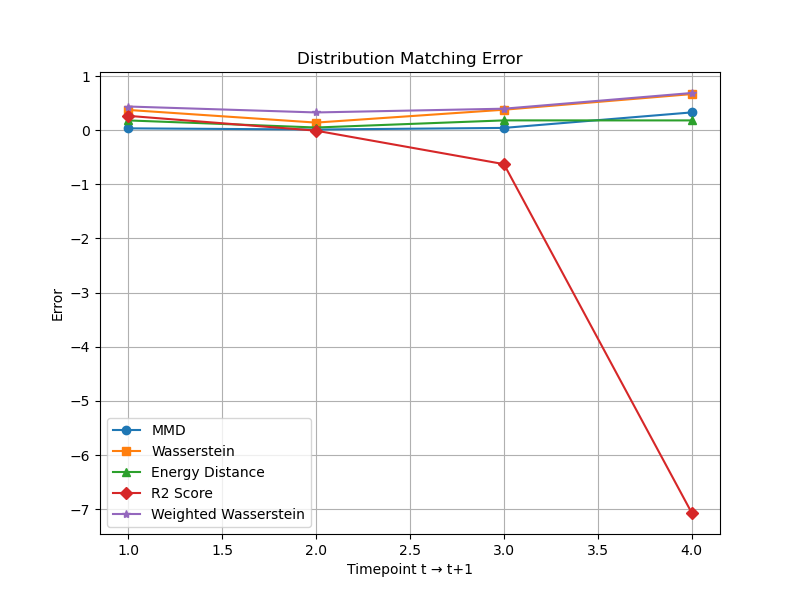 Distribution Matching Error
Error
1
0
−1
−2
−3
−4
−5
−6
−7
MMD
Wasserstein
Energy Distance
R2 Score
Weighted Wasserstein
1.0 1.5 2.0 2.5 3.0 3.5 4.0
Timepoint t → t+1